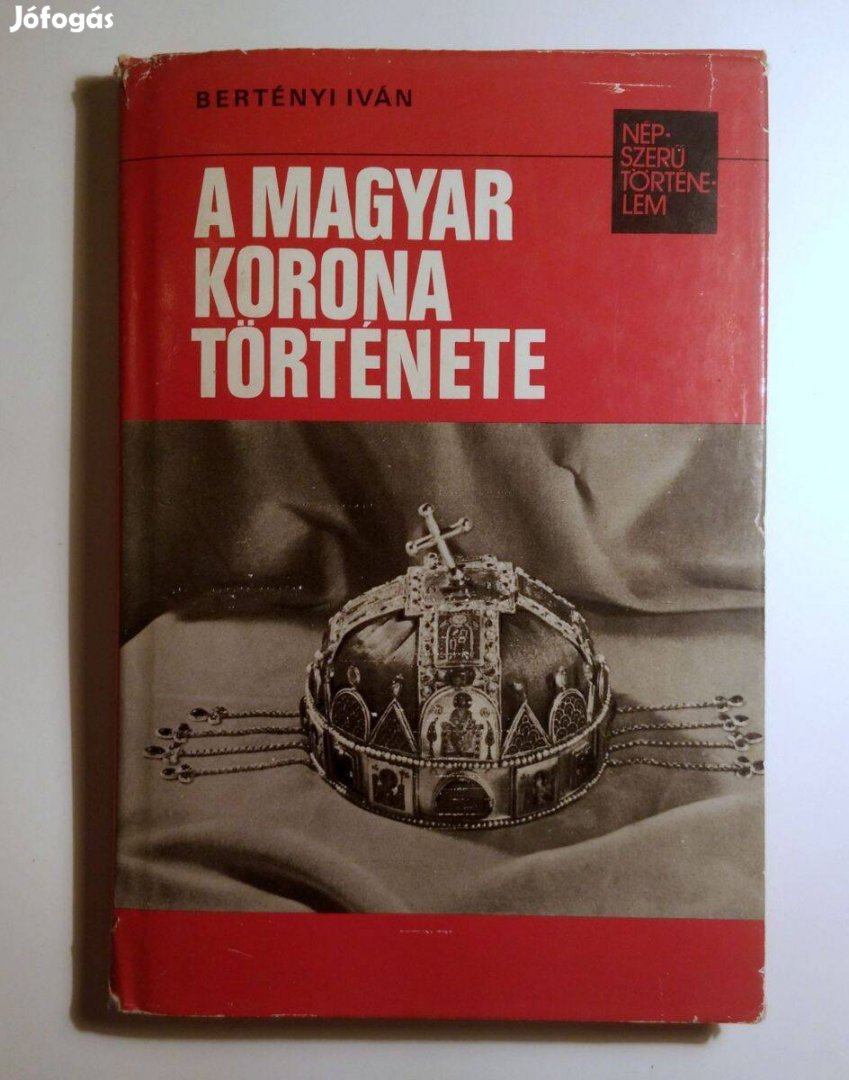 Jófogás
BERTÉNYI IVÁN
NÉP-
SZERŰ
TÖRTÉNE-
LEM
A MAGYAR
KORONA
TÖRTÉNETE